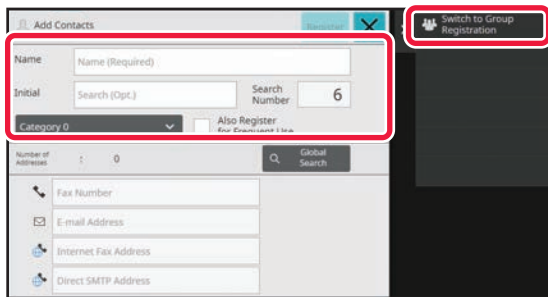 Add Contacts
Register
Switch to Group
Registration
Name
Name (Required)
Initial
Search (Opt.)
Search
Number
6
Category 0
Also Register
for Frequent Use
Number of
Addresses
:
0
Global
Search
Fax Number
E-mail Address
Internet Fax Address
Direct SMTP Address